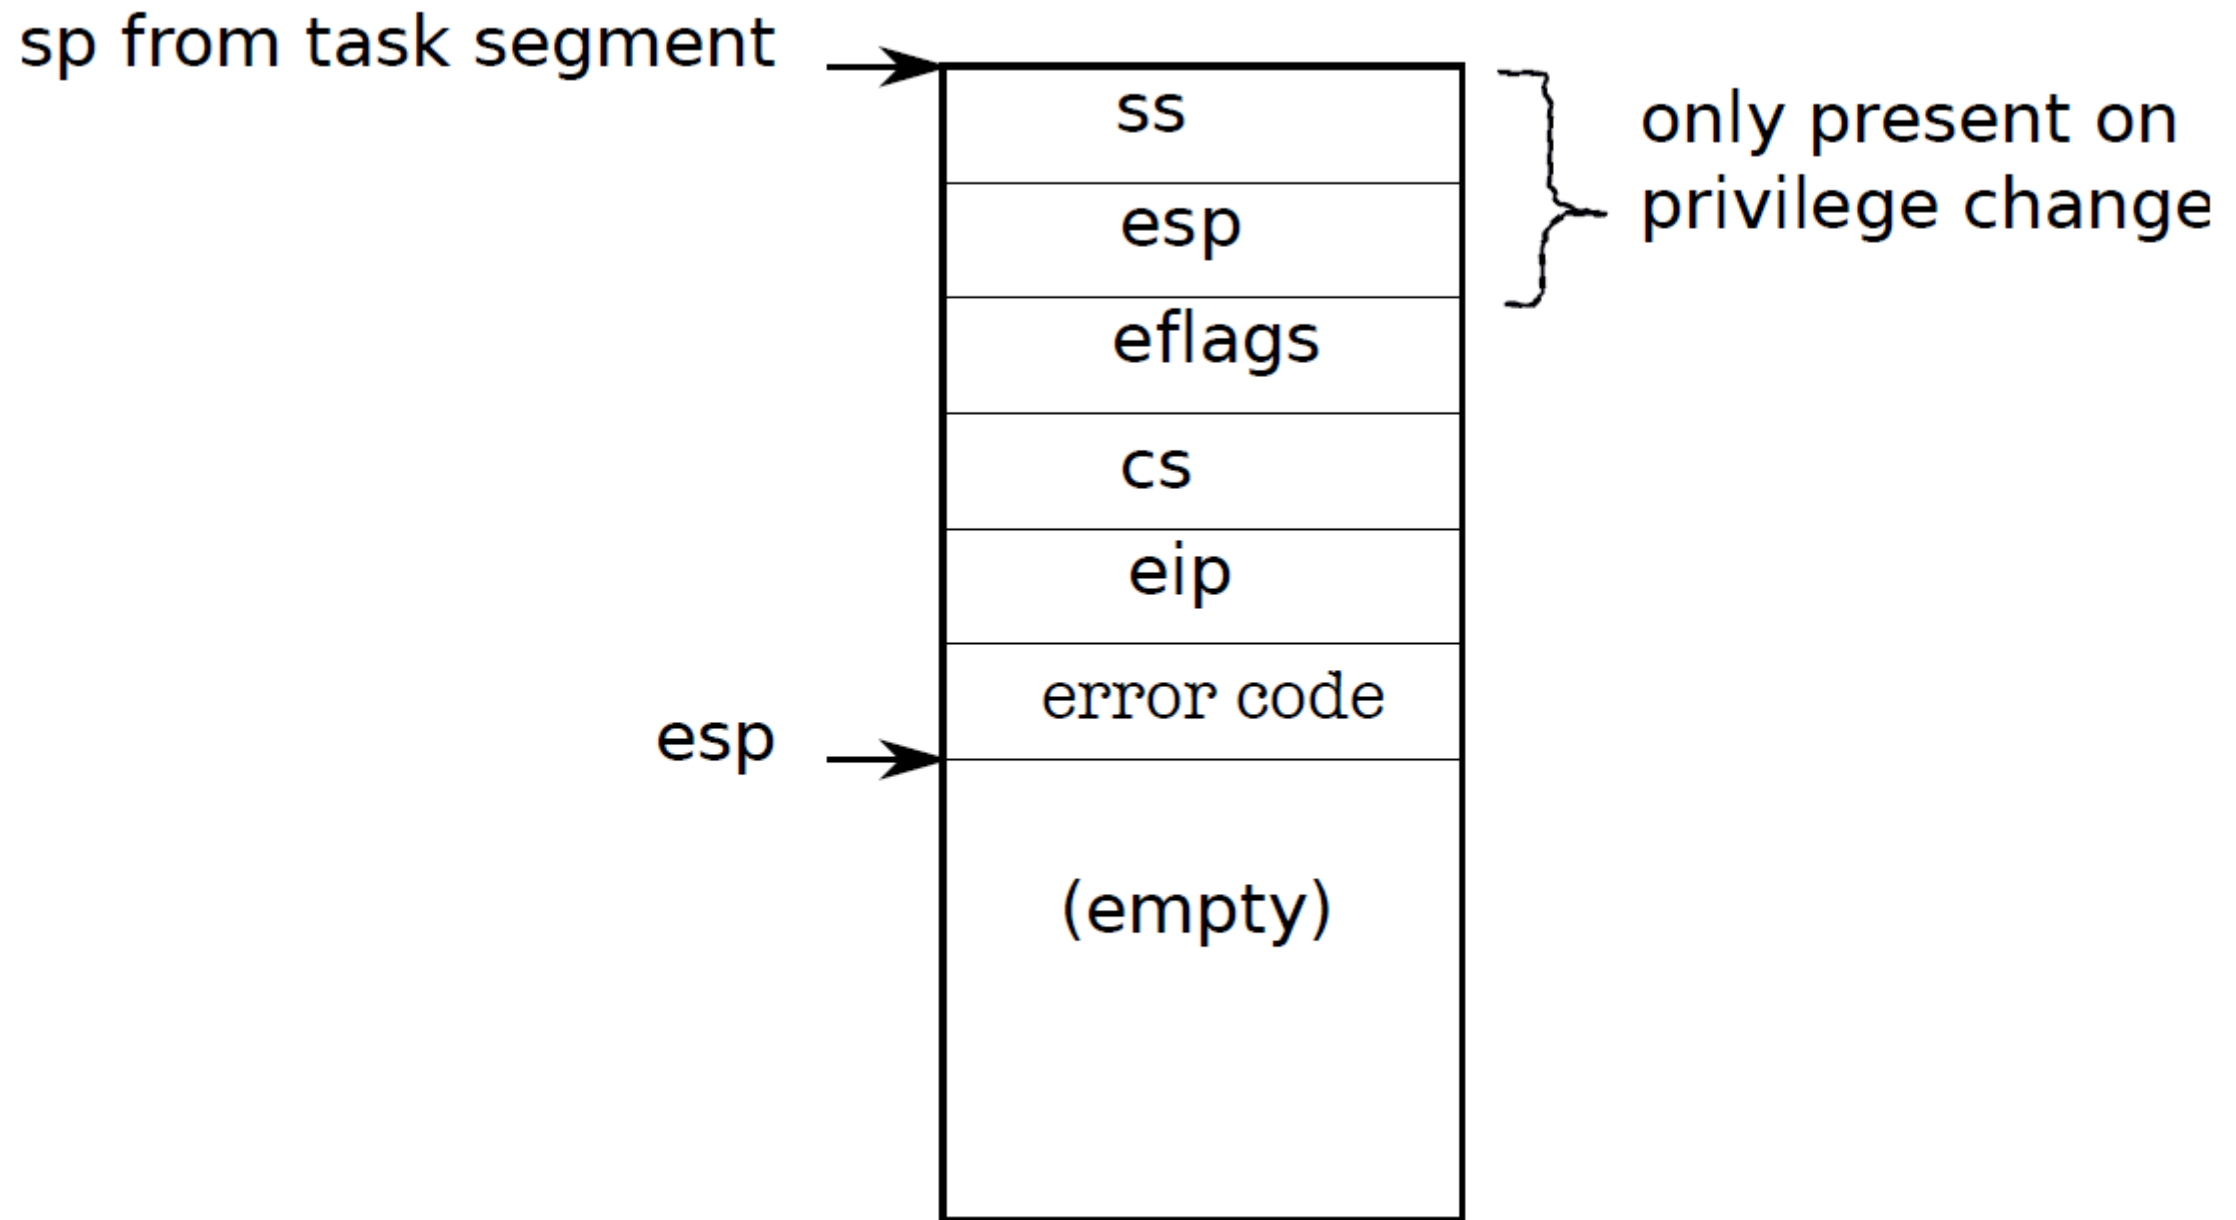 sp from task segment
ss
only present on
privilege change
esp
eflags
cs
eip
error code
esp
(empty)